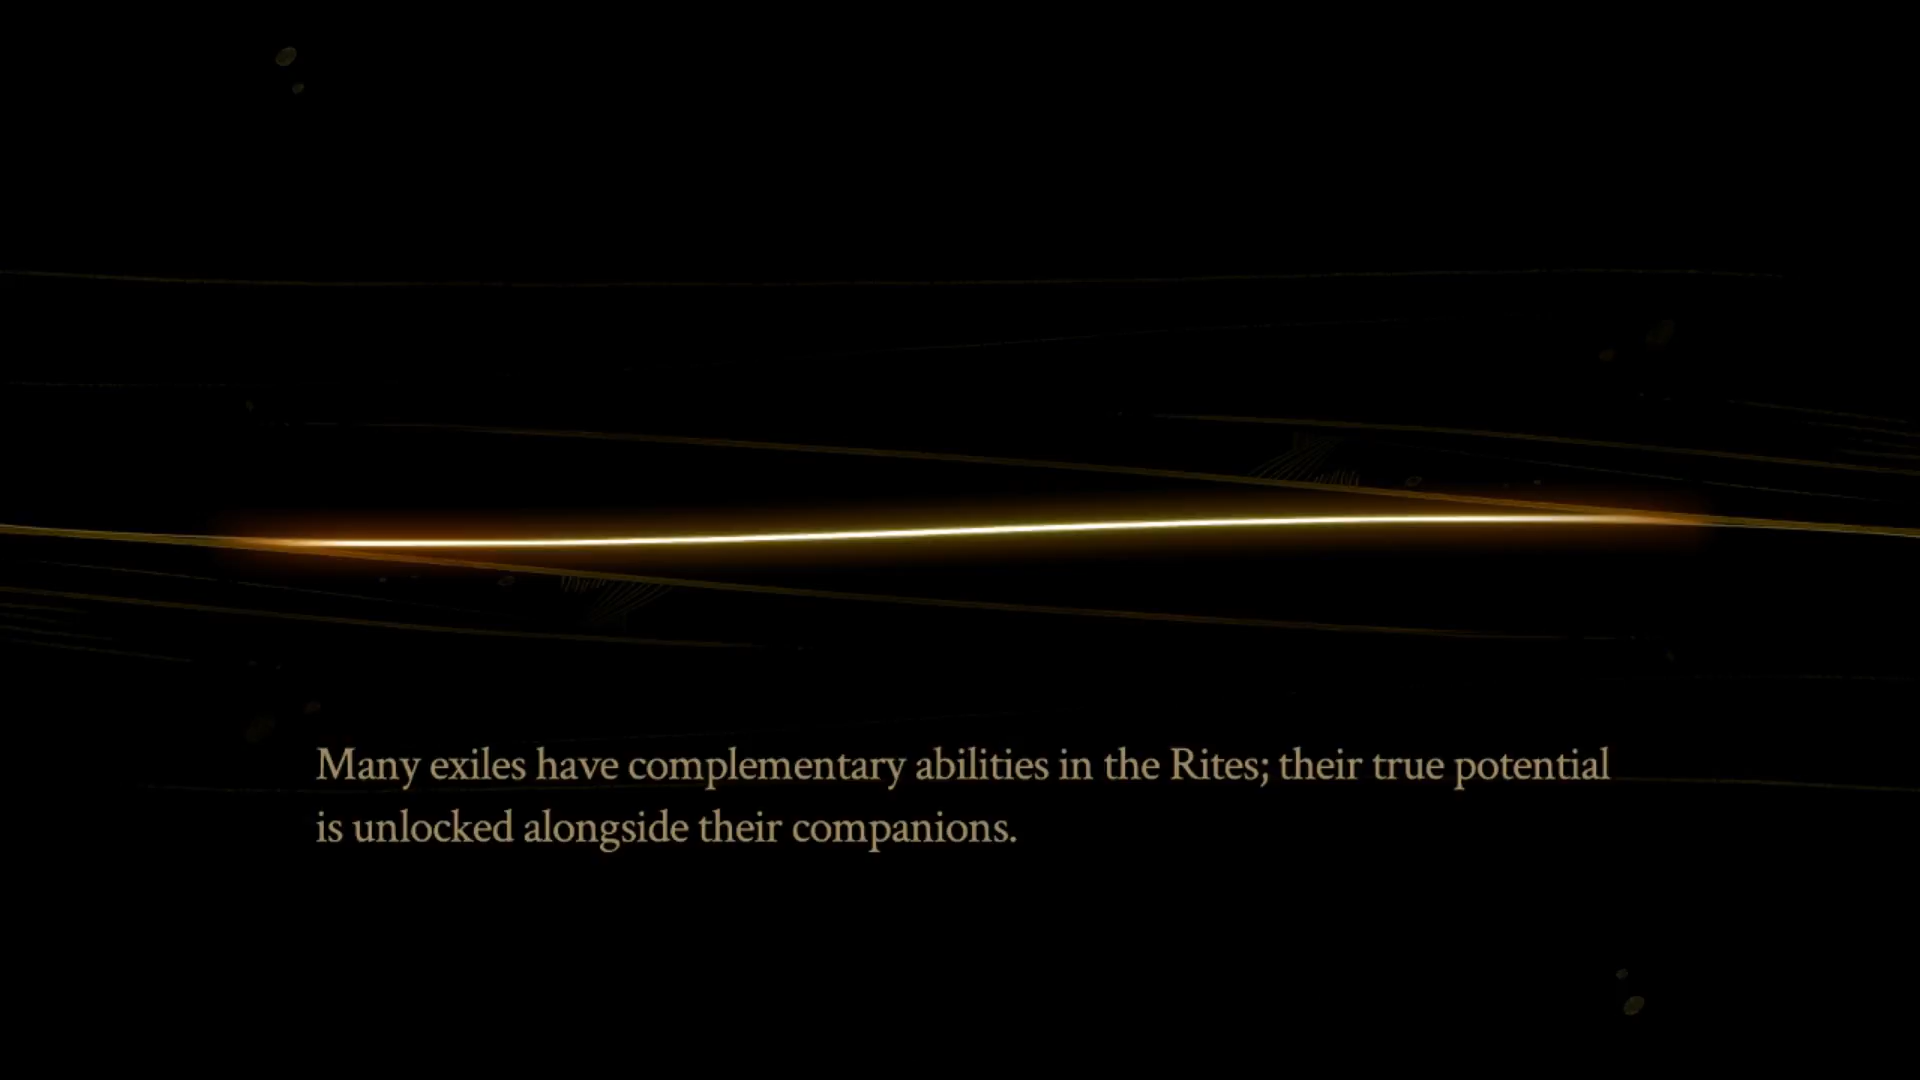 Many exiles have complementary abilities in the Rites; their true potential
is unlocked alongside their companions.